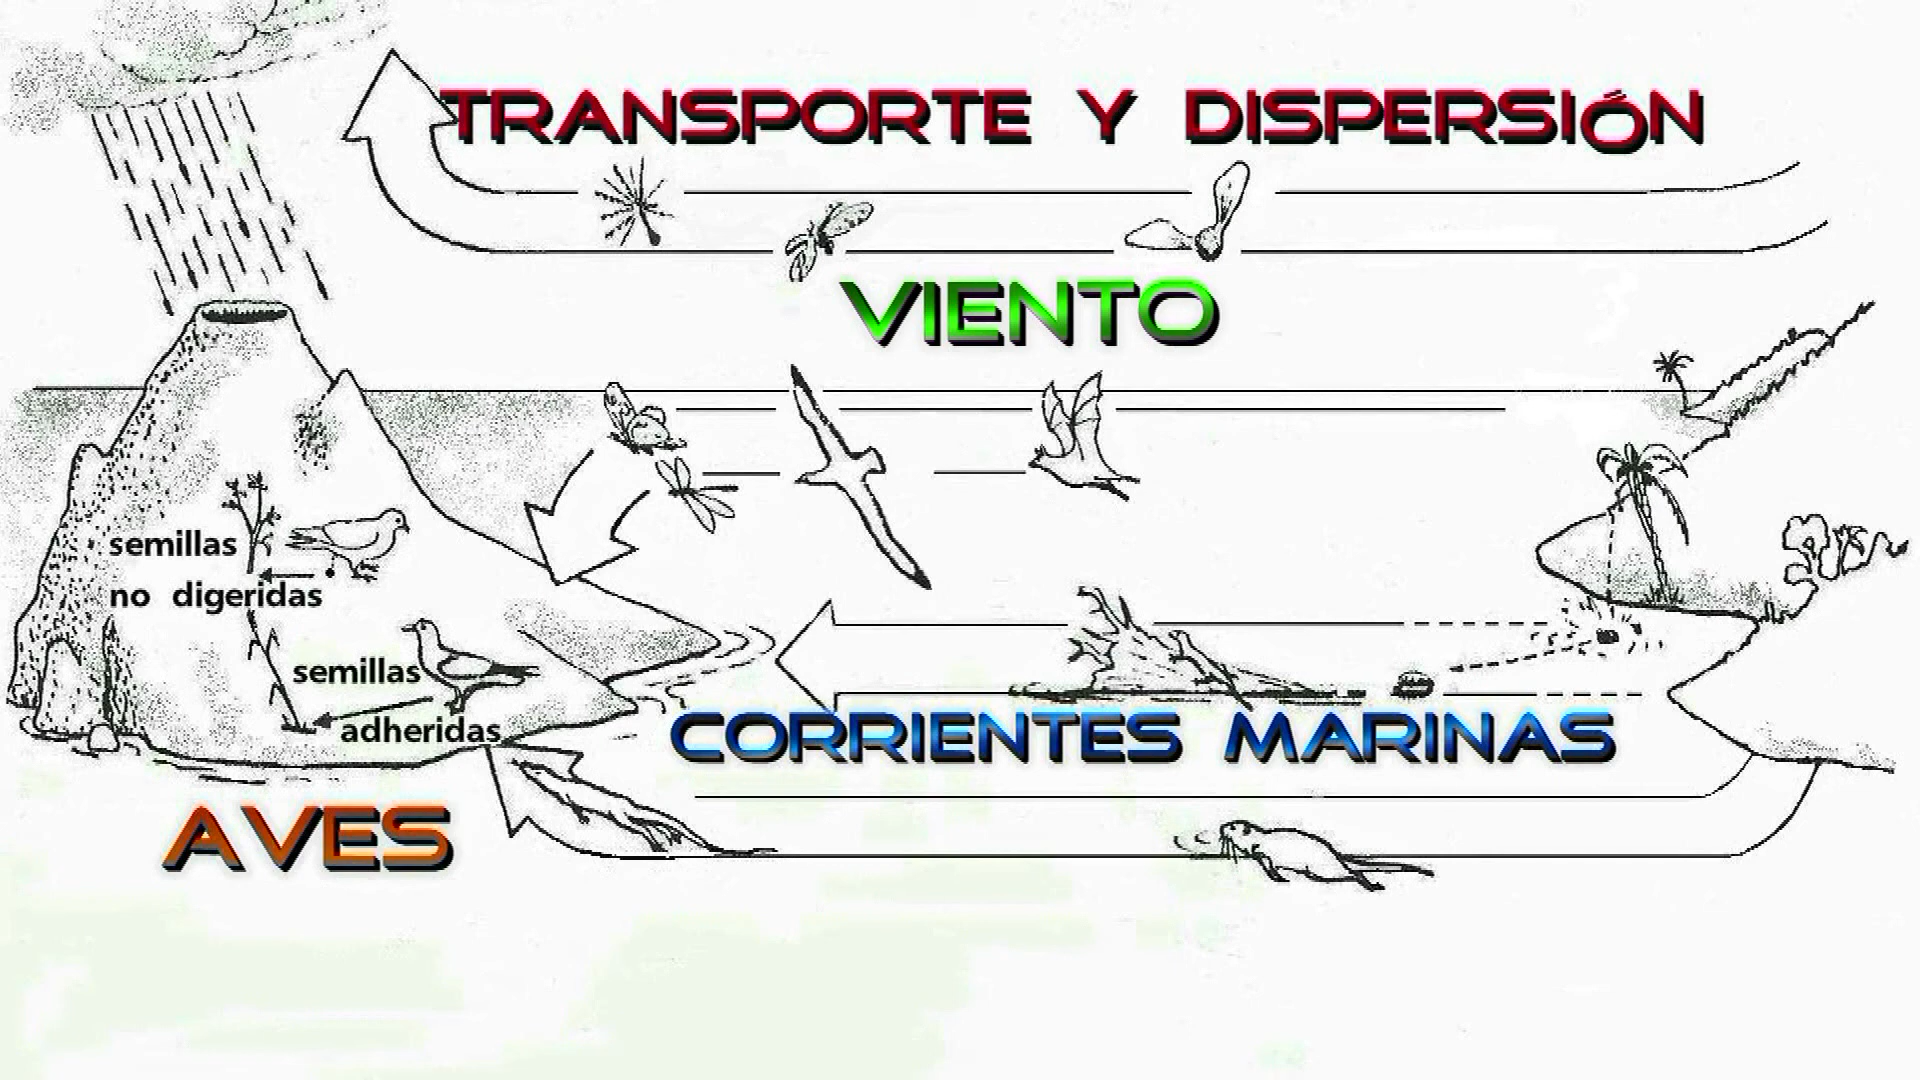 TRANSPORTE Y DISPERSIÓN
VIENTO
semillas
no digeridas
semillas
adheridas
CORRIENTES MARINAS
AVES